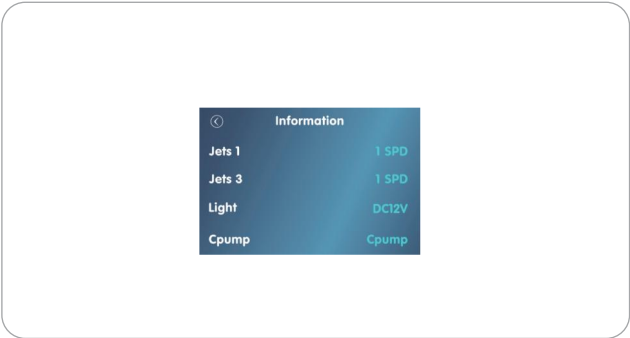 Information
Jets 1 1 SPD
Jets 3 1 SPD
Light DC12V
Cpump Cpump